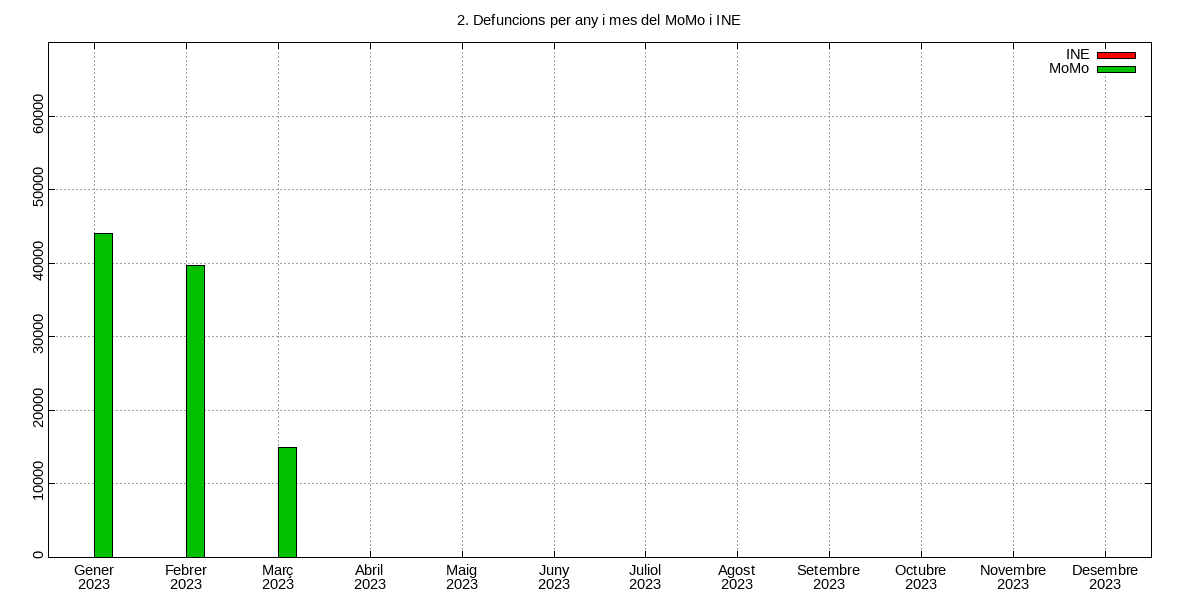 2. Defuncions per any i mes del MoMo i INE
INE
MoMo
60000
50000
40000
30000
20000
10000
0
Gener Febrer Març Abril Maig Juny Juliol Agost Setembre Octubre Novembre Desembre
2023 2023 2023 2023 2023 2023 2023 2023 2023 2023 2023 2023